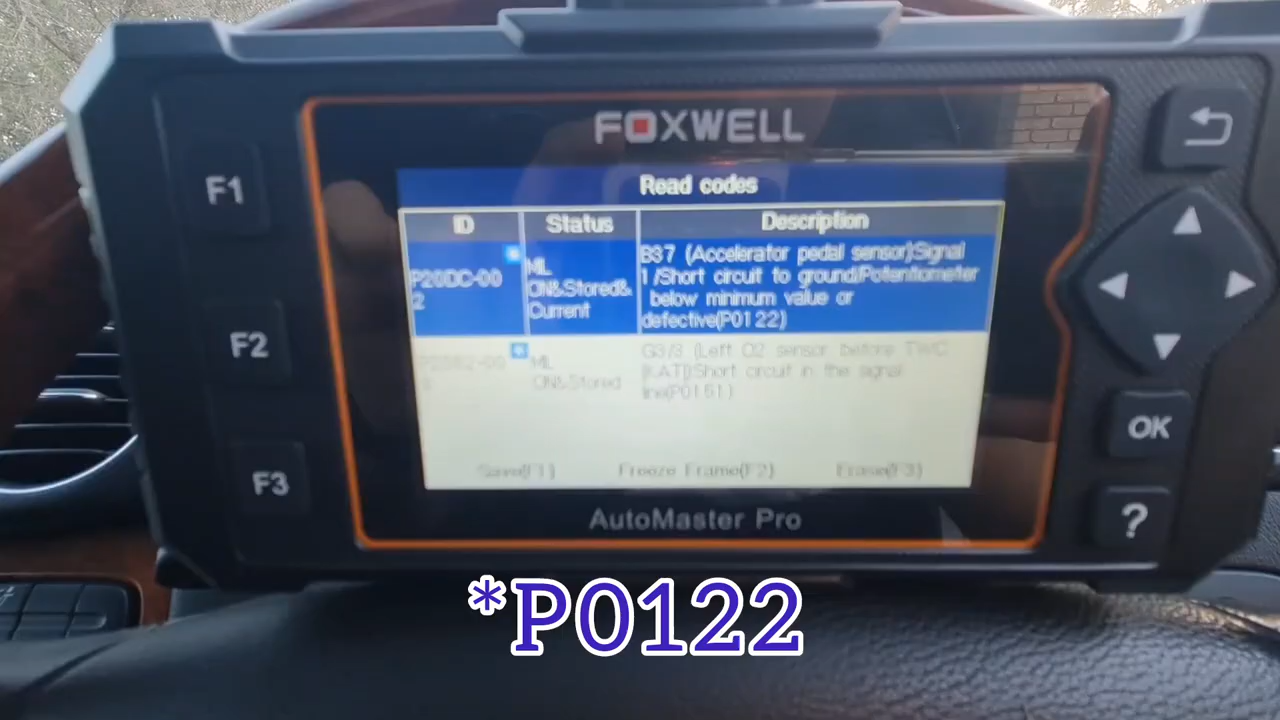 FOXWELL
Read codes
ID Status Description
P20DC-00
2
MIL
ON&Stored&
Current
B37 (Accelerator pedal sensor)Signal
1/Short circuit to ground/Potentiometer
below minimum value or
defective(P0122)
MIL
ON&Stored
G3/3 (Left O2 sensor before TWC
[KAT])Short circuit in the signal
line(P0151)
Save(F1) Freeze Frame(F2) Erase(F3)
AutoMaster Pro
F1
F2
F3
OK
?
*P0122